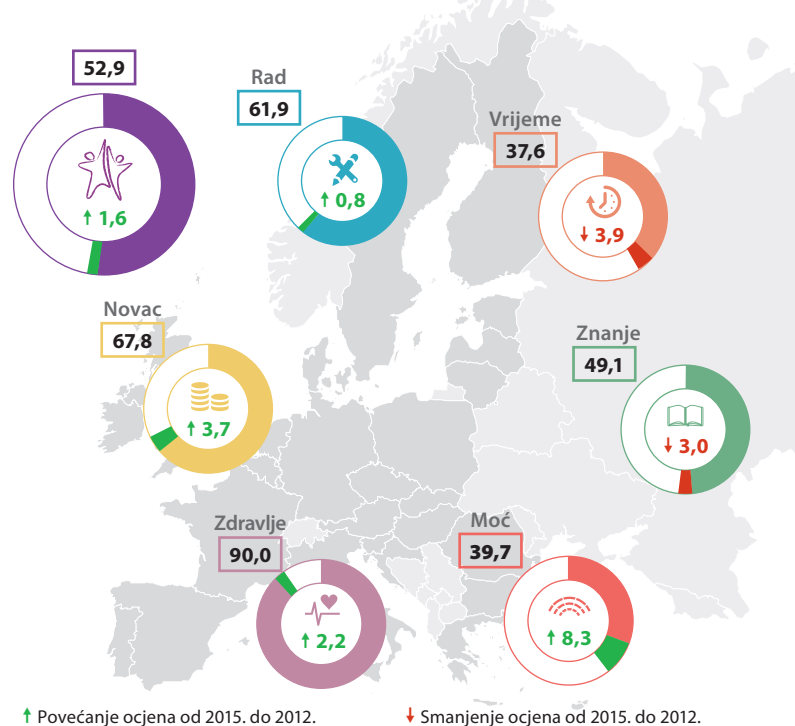 52,9
↑ 1,6
Rad
61,9
↑ 0,8
Vrijeme
37,6
↓ 3,9
Novac
67,8
↑ 3,7
Znanje
49,1
↓ 3,0
Zdravlje
90,0
↑ 2,2
Moć
39,7
↑ 8,3
↑ Povećanje ocjena od 2015. do 2012.
↓ Smanjenje ocjena od 2015. do 2012.